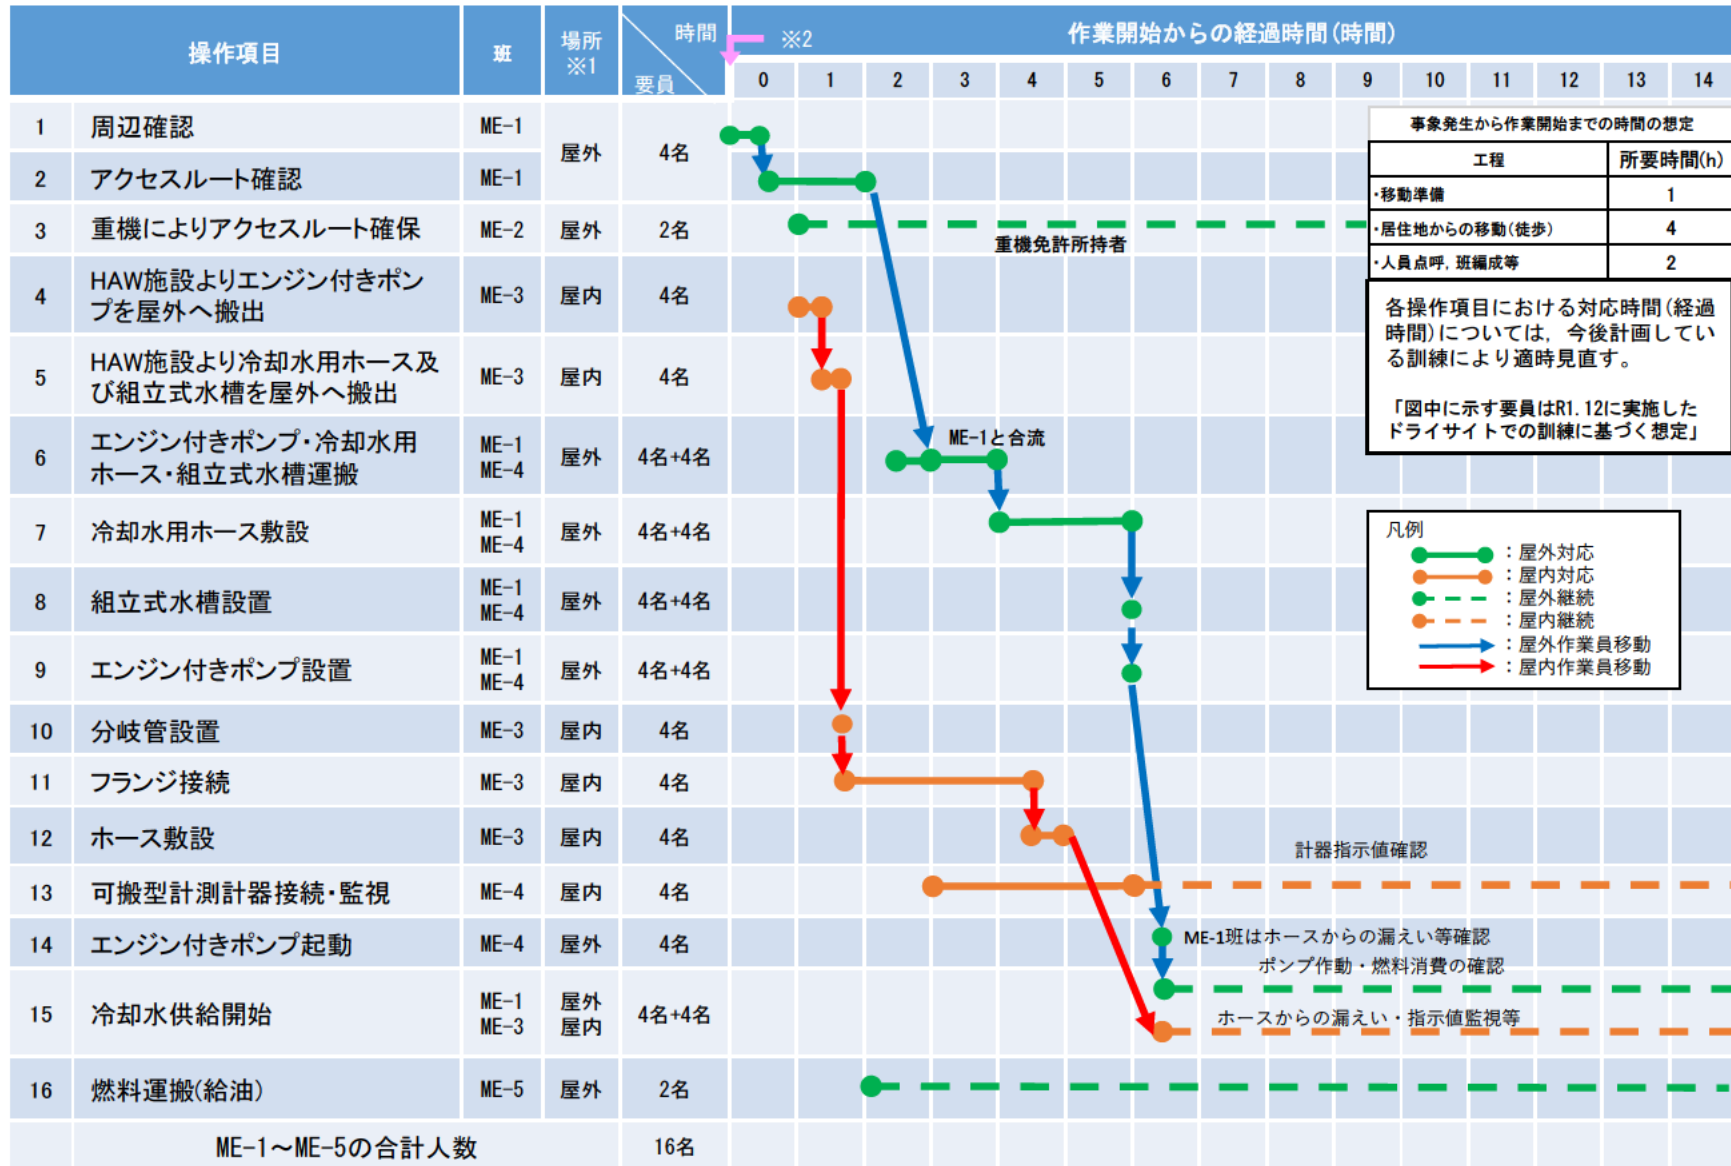 操作項目
班
場所
※1
時間
要員
※2
作業開始からの経過時間(時間)
0 1 2 3 4 5 6 7 8 9 10 11 12 13 14
1 周辺確認 ME-1 屋外 4名
2 アクセスルート確認 ME-1
3 重機によりアクセスルート確保 ME-2 屋外 2名
重機免許所持者
4 HAW施設よりエンジン付きポン
プを屋外へ搬出 ME-3 屋内 4名
5 HAW施設より冷却水用ホース及
び組立式水槽を屋外へ搬出 ME-3 屋内 4名
6 エンジン付きポンプ・冷却水用
ホース・組立式水槽運搬 ME-1
ME-4 屋外 4名+4名
ME-1と合流
7 冷却水用ホース敷設 ME-1
ME-4 屋外 4名+4名
8 組立式水槽設置 ME-1
ME-4 屋外 4名+4名
9 エンジン付きポンプ設置 ME-1
ME-4 屋外 4名+4名
10 分岐管設置 ME-3 屋内 4名
11 フランジ接続 ME-3 屋内 4名
12 ホース敷設 ME-3 屋内 4名
計器指示値確認
13 可搬型計測計器接続・監視 ME-4 屋内 4名
14 エンジン付きポンプ起動 ME-4 屋外 4名
ME-1班はホースからの漏えい等確認
ポンプ作動・燃料消費の確認
15 冷却水供給開始 ME-1
ME-3 屋外
屋内 4名+4名
ホースからの漏えい・指示値監視等
16 燃料運搬(給油) ME-5 屋外 2名
ME-1～ME-5の合計人数 16名
事象発生から作業開始までの時間の想定
工程 所要時間(h)
・移動準備 1
・居住地からの移動(徒歩) 4
・人員点呼, 班編成等 2
各操作項目における対応時間(経過
時間)については, 今後計画してい
る訓練により適時見直す。
「図中に示す要員はR1.12に実施した
ドライサイトでの訓練に基づく想定」
凡例
：屋外対応
：屋内対応
：屋外継続
：屋内継続
：屋外作業員移動
：屋内作業員移動